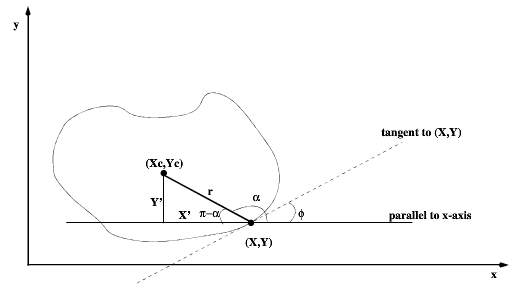 y
tangent to (X,Y)
(Xc,Yc)
r
α
Y'
X' π-α ϕ parallel to x-axis
(X,Y)
x